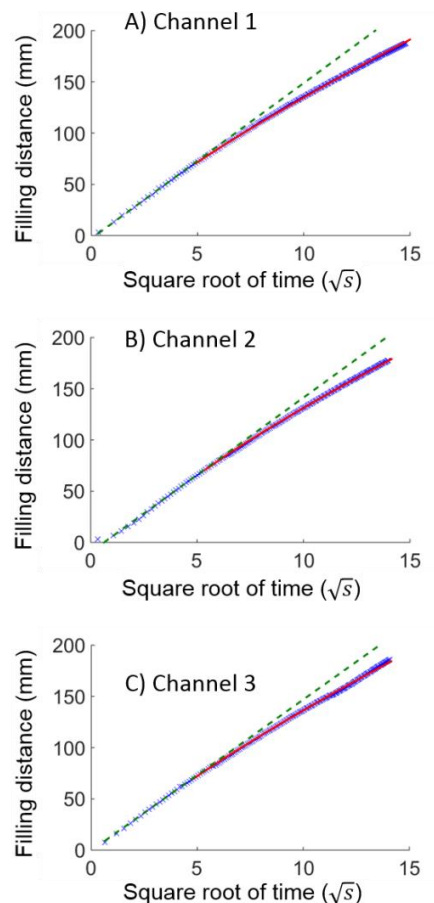 A) Channel 1
200
150
100
50
0
Filling distance (mm)
0 5 10 15
Square root of time (√s)
B) Channel 2
200
150
100
50
0
Filling distance (mm)
0 5 10 15
Square root of time (√s)
C) Channel 3
200
150
100
50
0
Filling distance (mm)
0 5 10 15
Square root of time (√s)